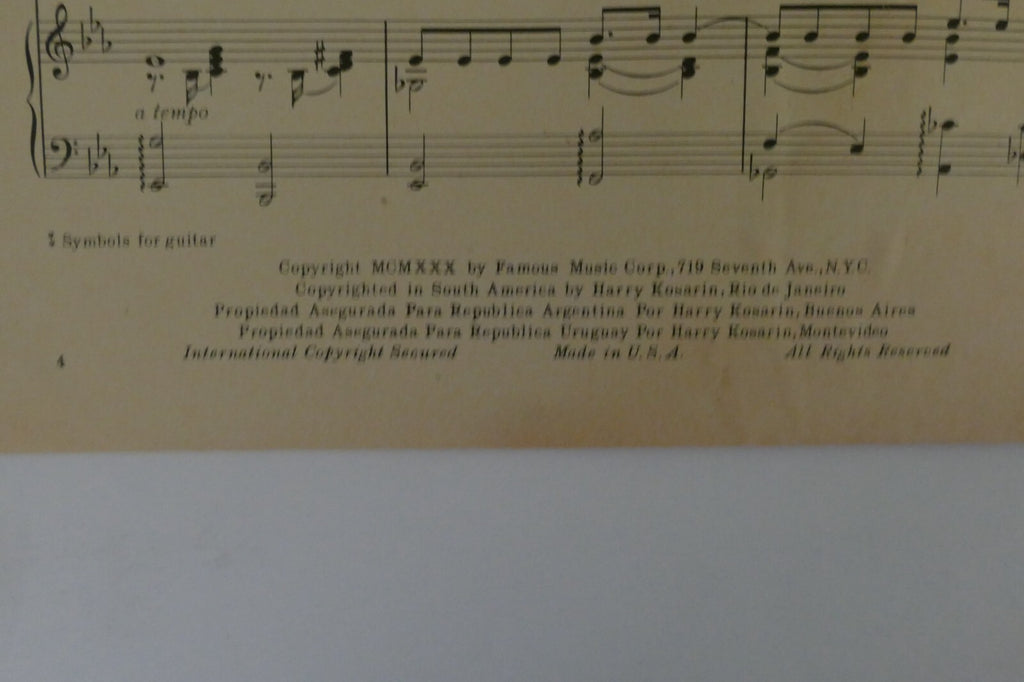 a tempo
Symbols for guitar
Copyright MCMXXX by Famous Music Corp., 719 Seventh Ave., N.Y.C.
Copyrighted in South America by Harry Kosarin, Rio de Janeiro
Propiedad Asegurada Para Republica Argentina Por Harry Kosarin, Buenos Aires
Propiedad Asegurada Para Republica Uruguay Por Harry Kosarin, Montevideo
International Copyright Secured Made in U.S.A. All Rights Reserved
4